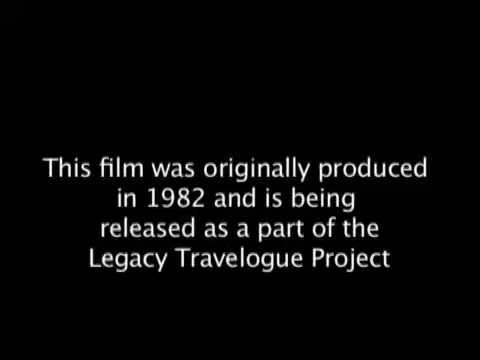 This film was originally produced
in 1982 and is being
released as a part of the
Legacy Travelogue Project